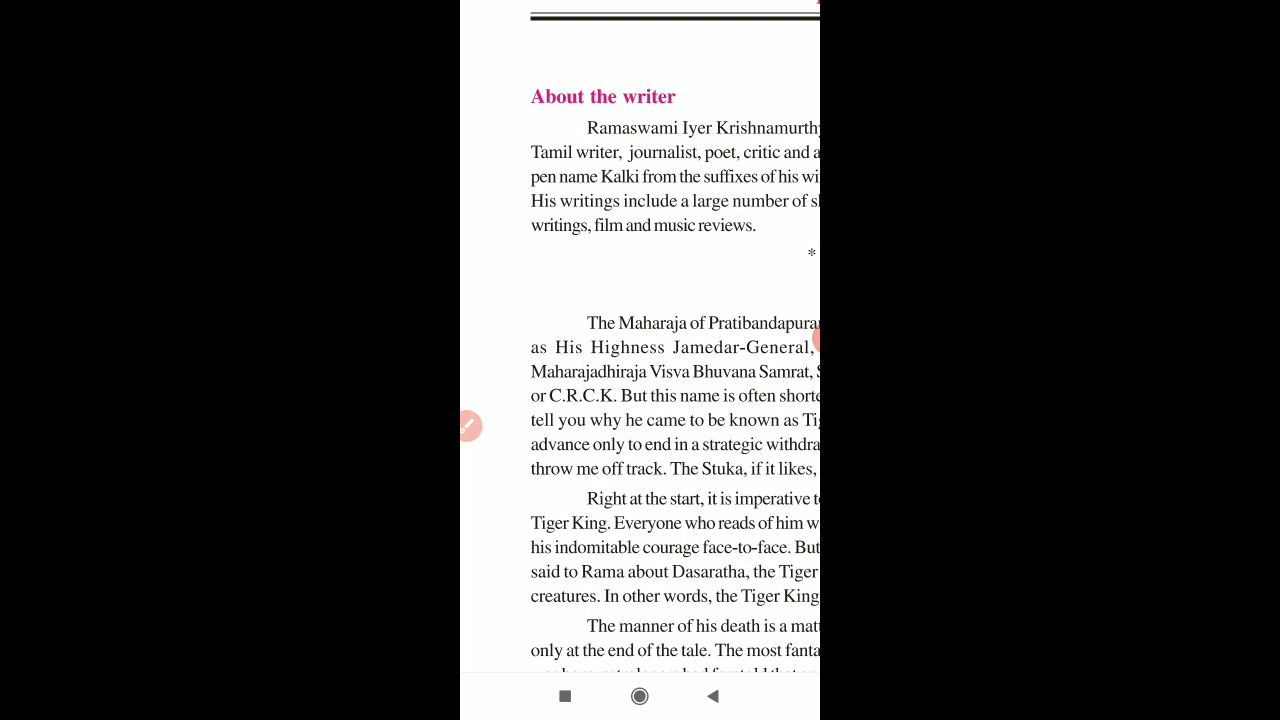 About the writer
Ramaswami Iyer Krishnamurthy
Tamil writer, journalist, poet, critic and a
pen name Kalki from the suffixes of his wi
His writings include a large number of s
writings, film and music reviews.
*
The Maharaja of Pratibandapura
as His Highness Jamedar-General,
Maharajadhiraja Visva Bhuvana Samrat, S
or C.R.C.K. But this name is often shorte
tell you why he came to be known as Ti
advance only to end in a strategic withdra
throw me off track. The Stuka, if it likes,
Right at the start, it is imperative t
Tiger King. Everyone who reads of him w
his indomitable courage face-to-face. But
said to Rama about Dasaratha, the Tiger
creatures. In other words, the Tiger King
The manner of his death is a mat
only at the end of the tale. The most fanta